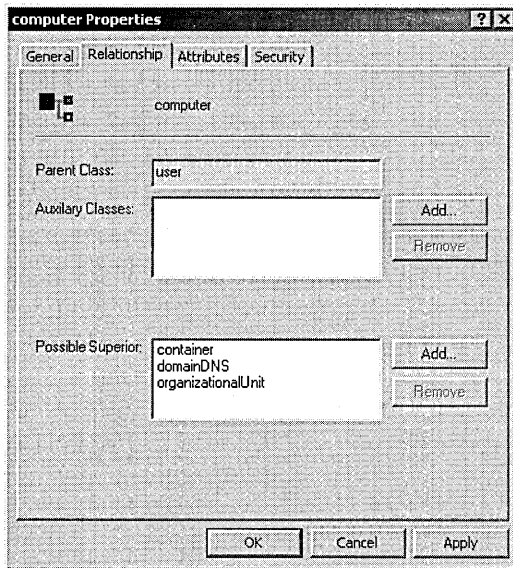 computer Properties
General Relationship Attributes Security
computer
Parent Class: user
Auxilary Classes: Add...
Remove
Possible Superior: container Add...
domainDNS
organizationalUnit Remove
OK Cancel Apply